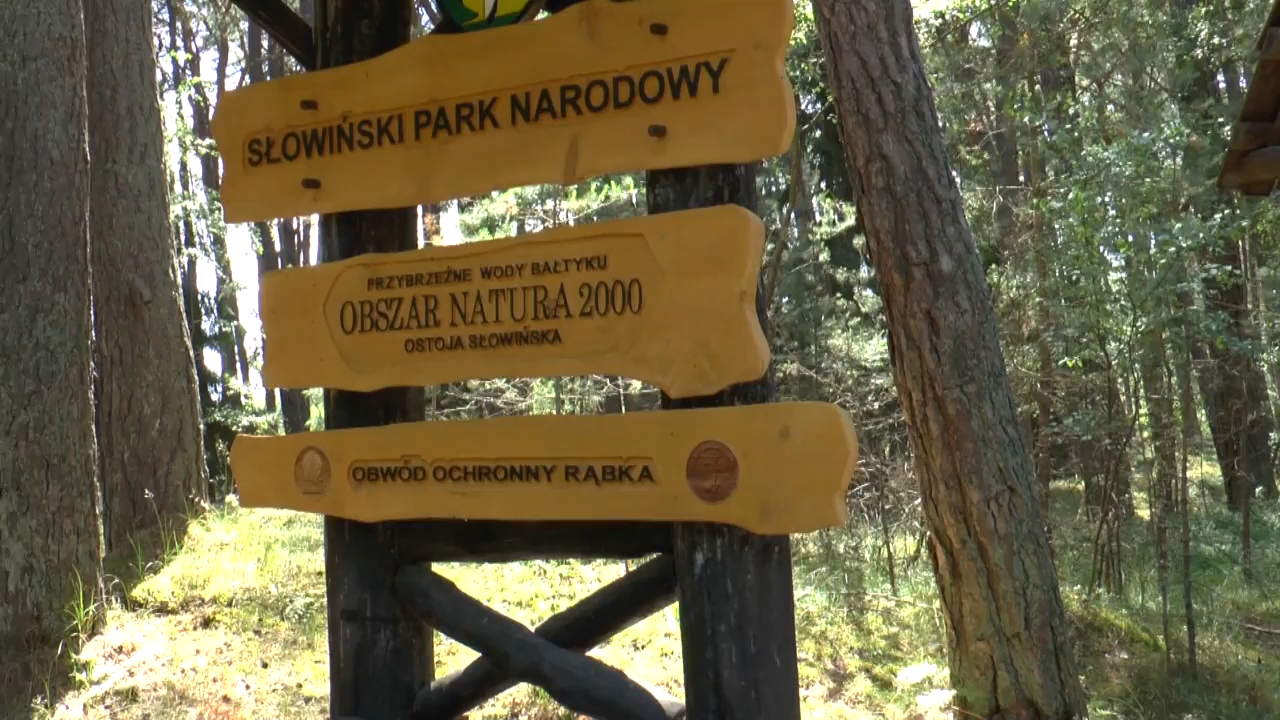 SŁOWIŃSKI PARK NARODOWY
PRZYBRZEŻNE WODY BAŁTYKU
OBSZAR NATURA 2000
OSTOJA SŁOWIŃSKA
OBWÓD OCHRONNY RĄBKA